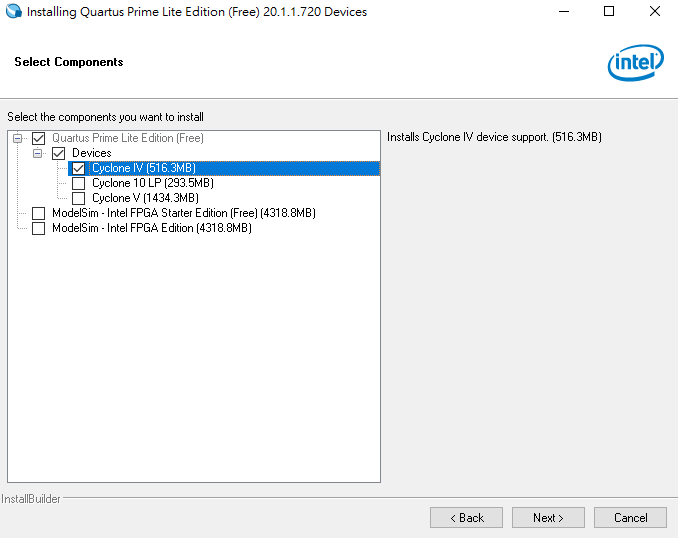 Installing Quartus Prime Lite Edition (Free) 20.1.1.720 Devices
Select Components
intel
Select the components you want to install
Quartus Prime Lite Edition (Free)
Installs Cyclone IV device support. (516.3MB)
Devices
Cyclone IV (516.3MB)
Cyclone 10 LP (293.5MB)
Cyclone V (1434.3MB)
ModelSim - Intel FPGA Starter Edition (Free) (4318.8MB)
ModelSim - Intel FPGA Edition (4318.8MB)
InstallBuilder
< Back
Next >
Cancel